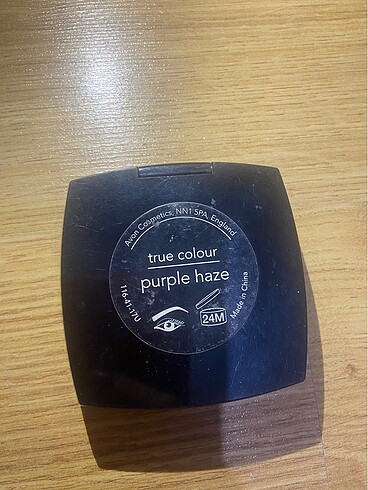 Avon Cosmetics, NN1 5PA, England
true colour
purple haze
116-41-17U
24M
Made in China